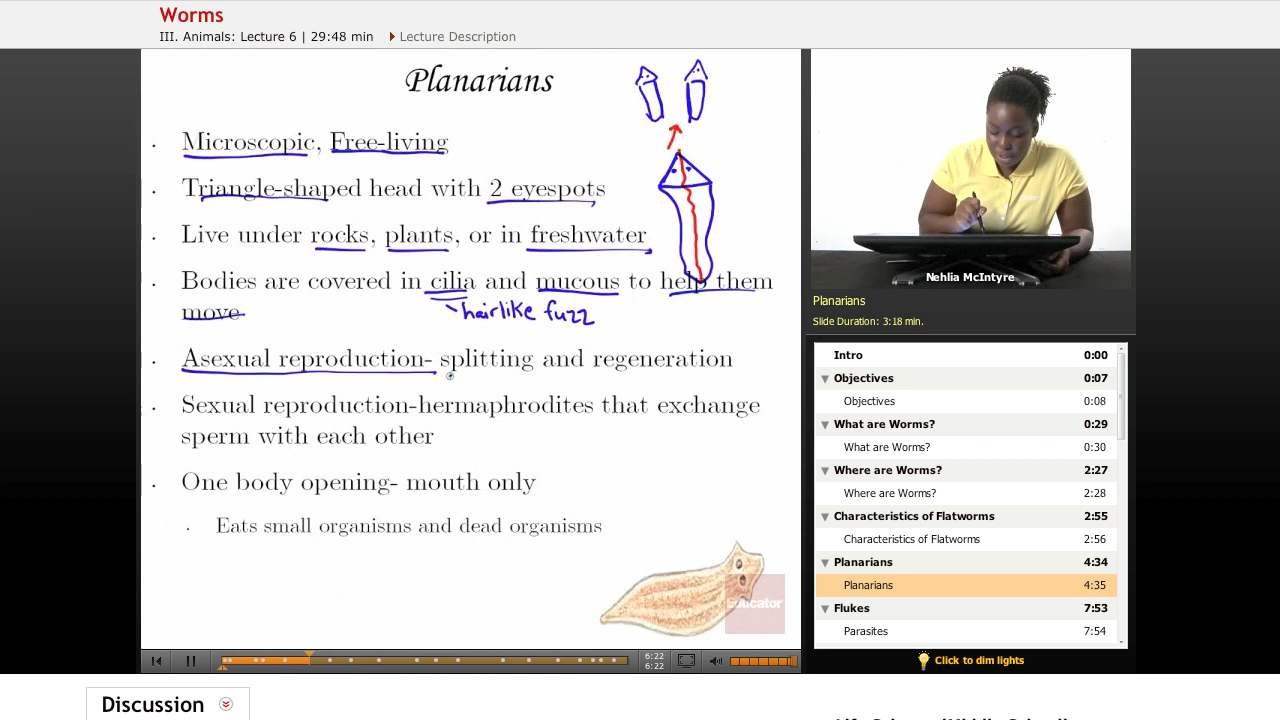 Worms
III. Animals: Lecture 6 | 29:48 min Lecture Description
Planarians
Microscopic, Free-living
Triangle-shaped head with 2 eyespots
Live under rocks, plants, or in freshwater
Bodies are covered in cilia and mucous to help them
move
hairlike fuzz
Asexual reproduction- splitting and regeneration
Sexual reproduction-hermaphrodites that exchange
sperm with each other
One body opening- mouth only
Eats small organisms and dead organisms
Educator
6:22
6:22
Nehlia McIntyre
Planarians
Slide Duration: 3:18 min.
Intro 0:00
Objectives 0:07
Objectives 0:08
What are Worms? 0:29
What are Worms? 0:30
Where are Worms? 2:27
Where are Worms? 2:28
Characteristics of Flatworms 2:55
Characteristics of Flatworms 2:56
Planarians 4:34
Planarians 4:35
Flukes 7:53
Parasites 7:54
Click to dim lights
Discussion